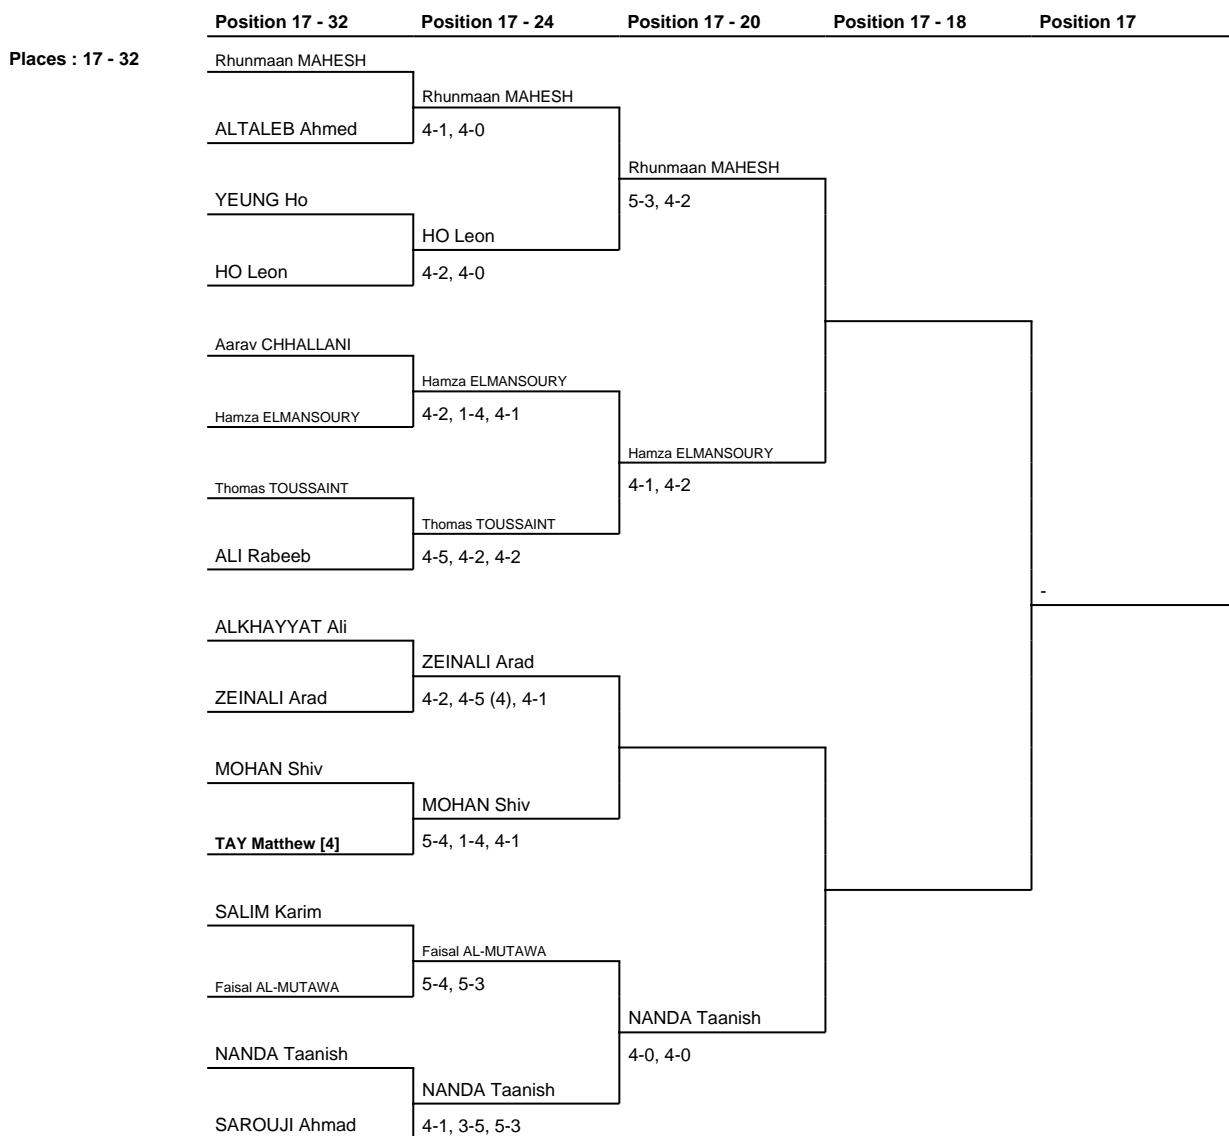 Position 17 - 32 Position 17 - 24 Position 17 - 20 Position 17 - 18 Position 17
Places : 17 - 32
Rhunmaan MAHESH
Rhunmaan MAHESH
ALTALEB Ahmed
4-1, 4-0
Rhunmaan MAHESH
YEUNG Ho
5-3, 4-2
HO Leon
HO Leon
4-2, 4-0
Aarav CHHALLANI
Hamza ELMANSOURY
Hamza ELMANSOURY
4-2, 1-4, 4-1
Hamza ELMANSOURY
Thomas TOUSSAINT
4-1, 4-2
Thomas TOUSSAINT
ALI Rabeeb
4-5, 4-2, 4-2
-
ALKHAYYAT Ali
ZEINALI Arad
ZEINALI Arad
4-2, 4-5 (4), 4-1
MOHAN Shiv
MOHAN Shiv
TAY Matthew [4]
5-4, 1-4, 4-1
SALIM Karim
Faisal AL-MUTAWA
Faisal AL-MUTAWA
5-4, 5-3
NANDA Taanish
NANDA Taanish
4-0, 4-0
NANDA Taanish
SAROUJI Ahmad
4-1, 3-5, 5-3